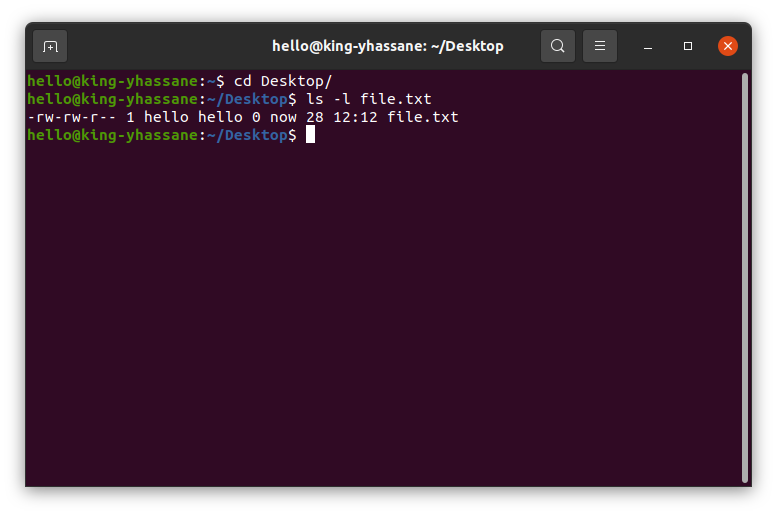 hello@king-yhassane: ~/Desktop
hello@king-yhassane:~$ cd Desktop/
hello@king-yhassane:~/Desktop$ ls -l file.txt
-rw-rw-r-- 1 hello hello 0 now 28 12:12 file.txt
hello@king-yhassane:~/Desktop$